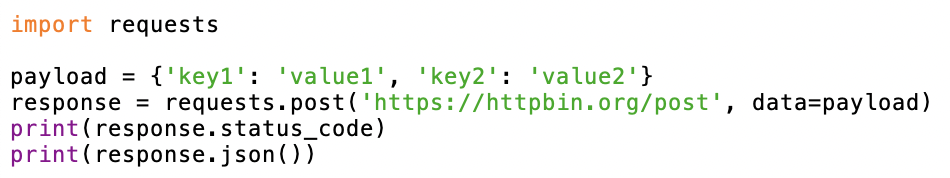 import requests

payload = {'key1': 'value1', 'key2': 'value2'}
response = requests.post('https://httpbin.org/post', data=payload)
print(response.status_code)
print(response.json())